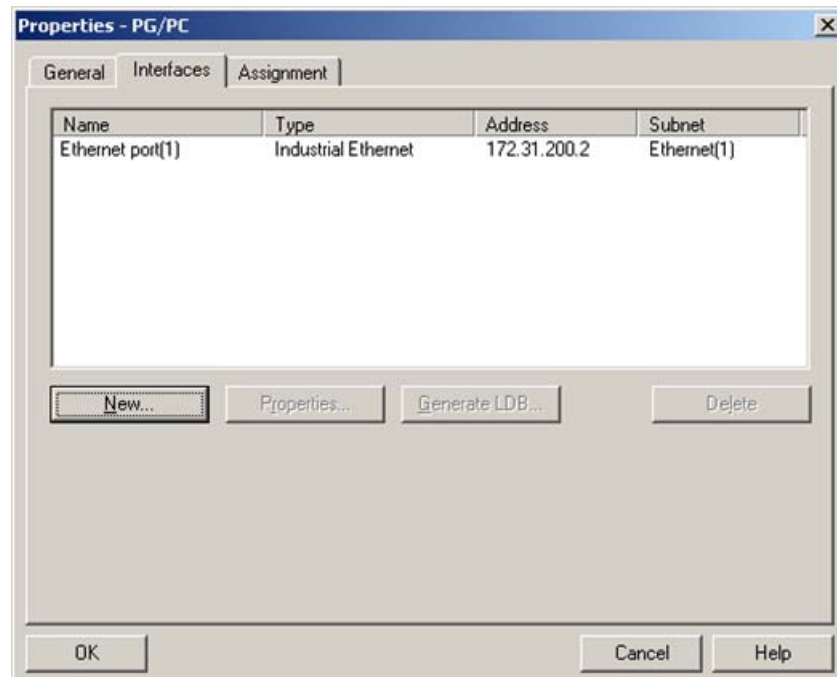 Properties - PG/PC
General Interfaces Assignment
Name Type Address Subnet
Ethernet port(1) Industrial Ethernet 172.31.200.2 Ethernet(1)
New... Properties... Generate LDB... Delete
OK Cancel Help